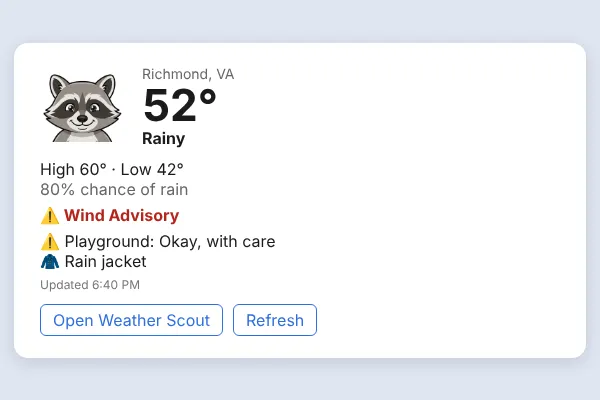 Richmond, VA
52°
Rainy
High 60° · Low 42°
80% chance of rain
⚠️ Wind Advisory
⚠️ Playground: Okay, with care
🧥 Rain jacket
Updated 6:40 PM
Open Weather Scout
Refresh